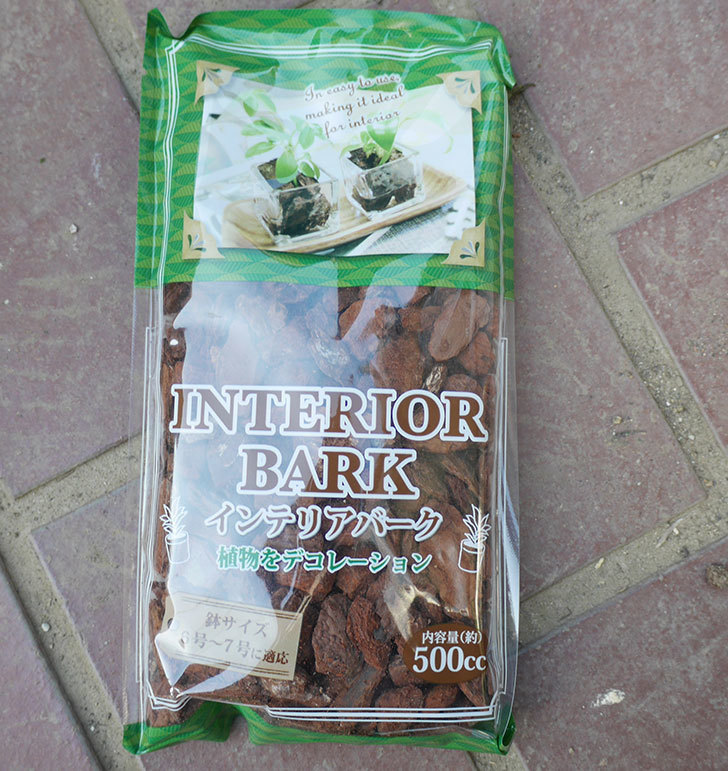 In easy to use,
making it ideal
for interior
INTERIOR
BARK
インテリアバーク
植物をデコレーション
鉢サイズ
6号～7号に適応
内容量(約)
500cc